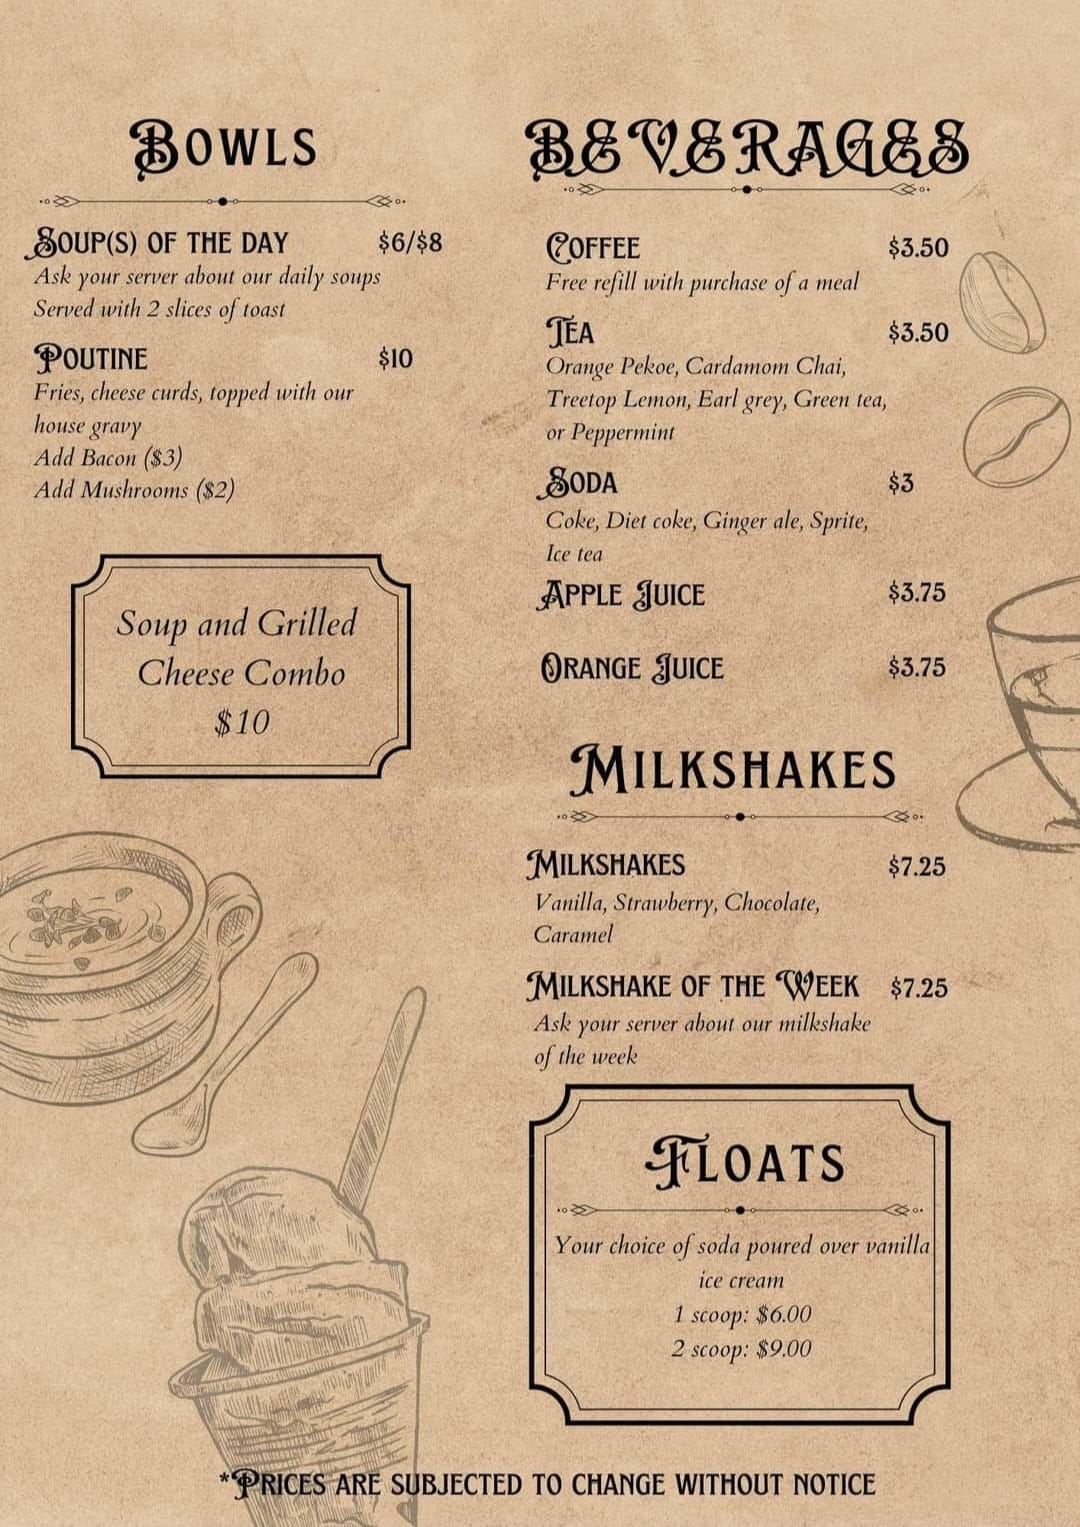 Bowls
Soup(s) of the day $6/$8
Ask your server about our daily soups
Served with 2 slices of toast
Poutine $10
Fries, cheese curds, topped with our
house gravy
Add Bacon ($3)
Add Mushrooms ($2)
Soup and Grilled
Cheese Combo
$10
BEVERAGES
Coffee $3.50
Free refill with purchase of a meal
Tea $3.50
Orange Pekoe, Cardamom Chai,
Treetop Lemon, Earl grey, Green tea,
or Peppermint
Soda $3
Coke, Diet coke, Ginger ale, Sprite,
Ice tea
Apple Juice $3.75
Orange Juice $3.75
Milkshakes
Milkshakes $7.25
Vanilla, Strawberry, Chocolate,
Caramel
Milkshake of the Week $7.25
Ask your server about our milkshake
of the week
Floats
Your choice of soda poured over vanilla
ice cream
1 scoop: $6.00
2 scoop: $9.00
*Prices are subjected to change without notice